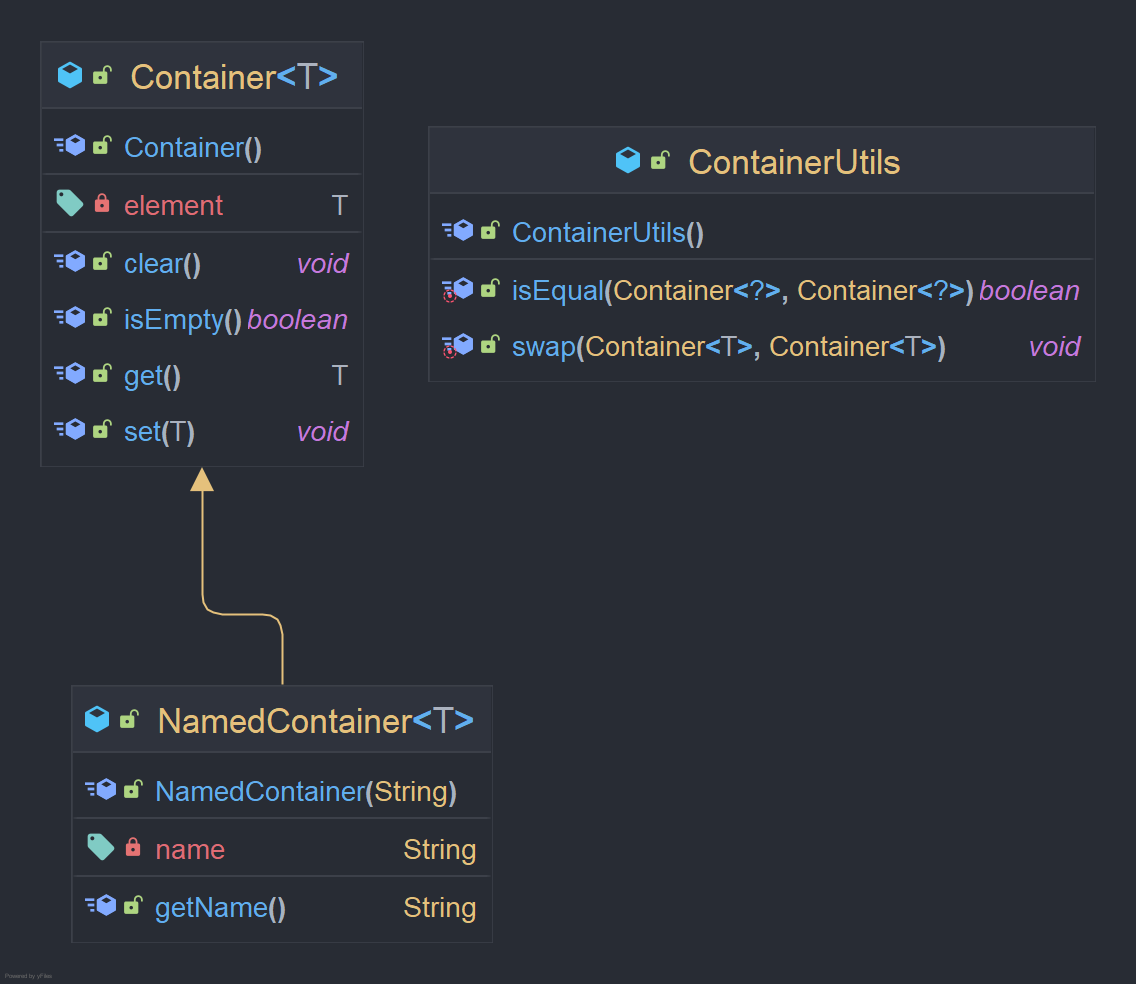 Container<T>
Container()
element T
clear() void
isEmpty() boolean
get() T
set(T) void
ContainerUtils
ContainerUtils()
isEqual(Container<?>, Container<?>) boolean
swap(Container<T>, Container<T>) void
NamedContainer<T>
NamedContainer(String)
name String
getName() String
Powered by yFiles